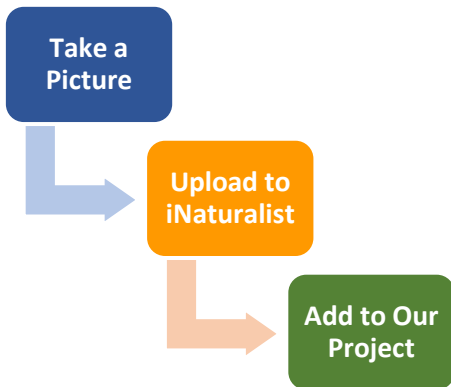 Take a
Picture
Upload to
iNaturalist
Add to Our
Project